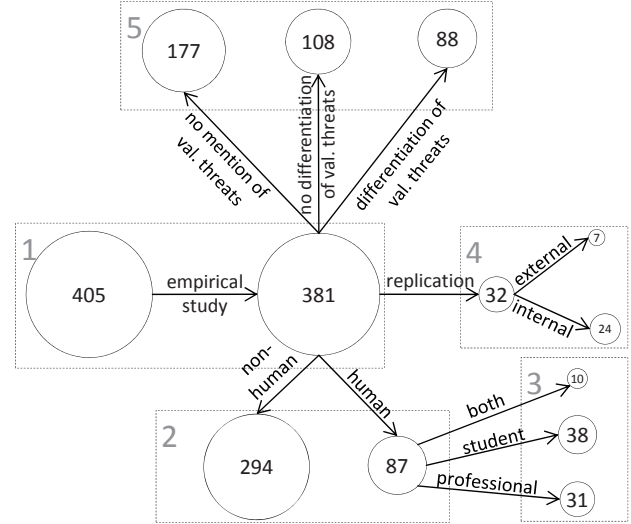 5
177
108
88
no mention of
val. threats
no differentiation
of val. threats
differentiation of
val. threats
1
405
empirical
study
381
replication
4
32
external
7
internal
24
non-
human
human
2
294
87
3
both
10
student
38
professional
31